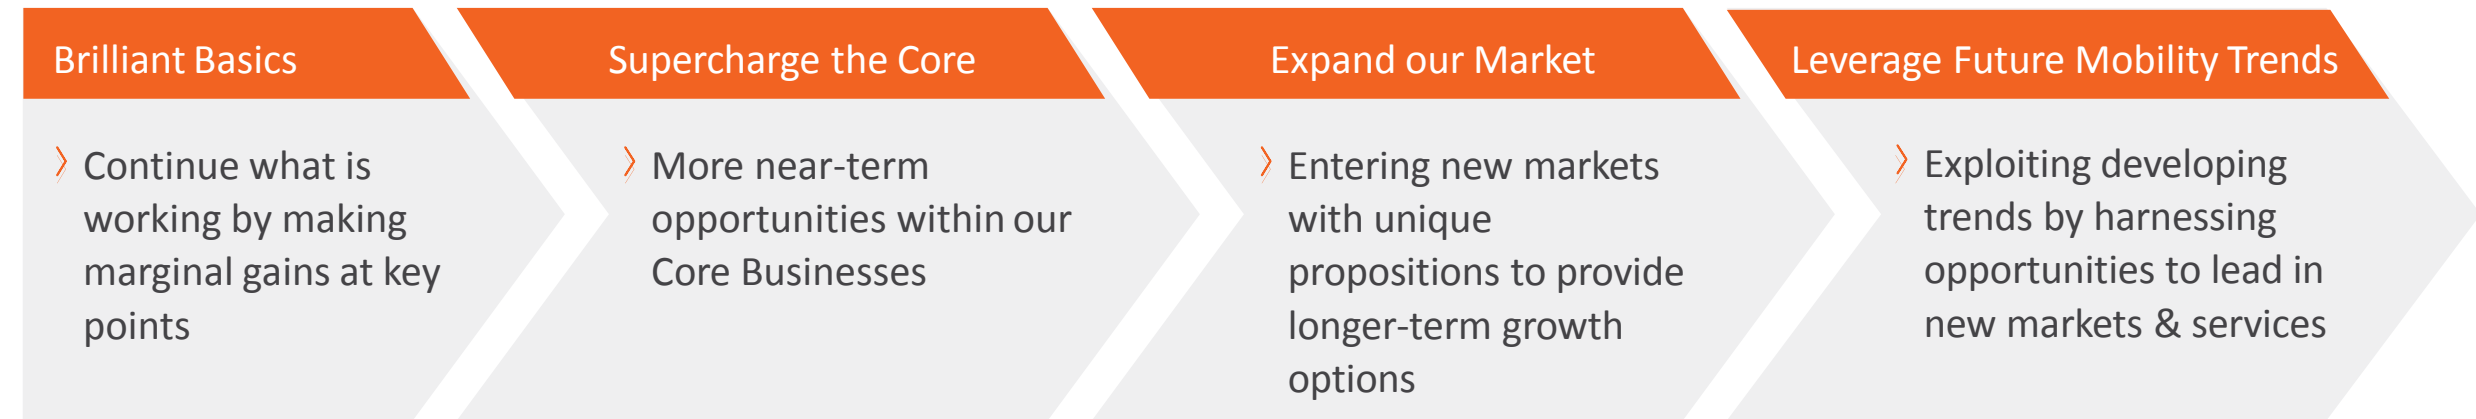 Brilliant Basics
Continue what is
working by making
marginal gains at key
points
Supercharge the Core
More near-term
opportunities within our
Core Businesses
Expand our Market
Entering new markets
with unique
propositions to provide
longer-term growth
options
Leverage Future Mobility Trends
Exploiting developing
trends by harnessing
opportunities to lead in
new markets & services